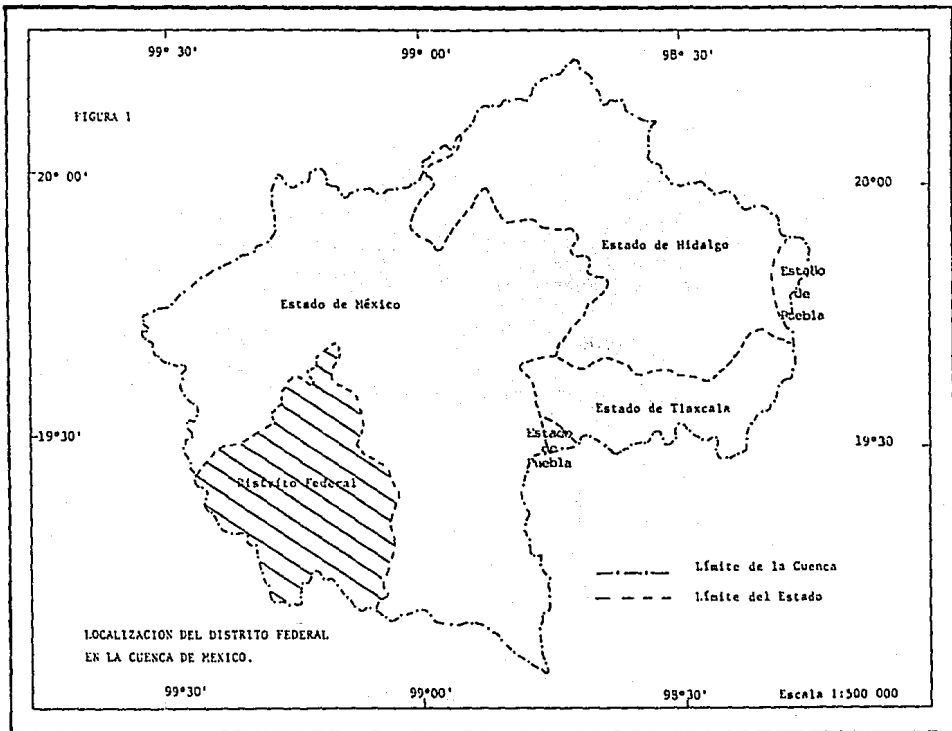 99° 30'
99° 00'
98° 30'
FIGURA 1
20° 00'
20°00
Estado de Hidalgo
Estado
de
Puebla
Estado de México
Estado de Tlaxcala
19°30'
19°30
Estado
de
Puebla
Distrito Federal
Límite de la Cuenca
Límite del Estado
LOCALIZACION DEL DISTRITO FEDERAL
EN LA CUENCA DE MEXICO.
99°30'
99°00
98°30'
Escala 1:500 000